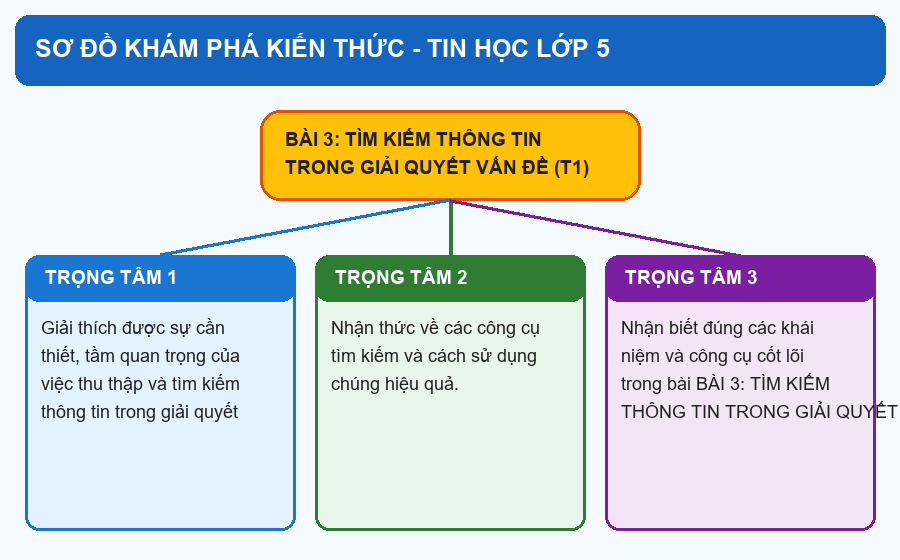 SƠ ĐỒ KHÁM PHÁ KIẾN THỨC - TIN HỌC LỚP 5
BÀI 3: TÌM KIẾM THÔNG TIN
TRONG GIẢI QUYẾT VẤN ĐỀ (T1)
TRỌNG TÂM 1
Giải thích được sự cần
thiết, tầm quan trọng của
việc thu thập và tìm kiếm
thông tin trong giải quyết
TRỌNG TÂM 2
Nhận thức về các công cụ
tìm kiếm và cách sử dụng
chúng hiệu quả.
TRỌNG TÂM 3
Nhận biết đúng các khái
niệm và công cụ cốt lõi
trong bài BÀI 3: TÌM KIẾM
THÔNG TIN TRONG GIẢI QUYẾT